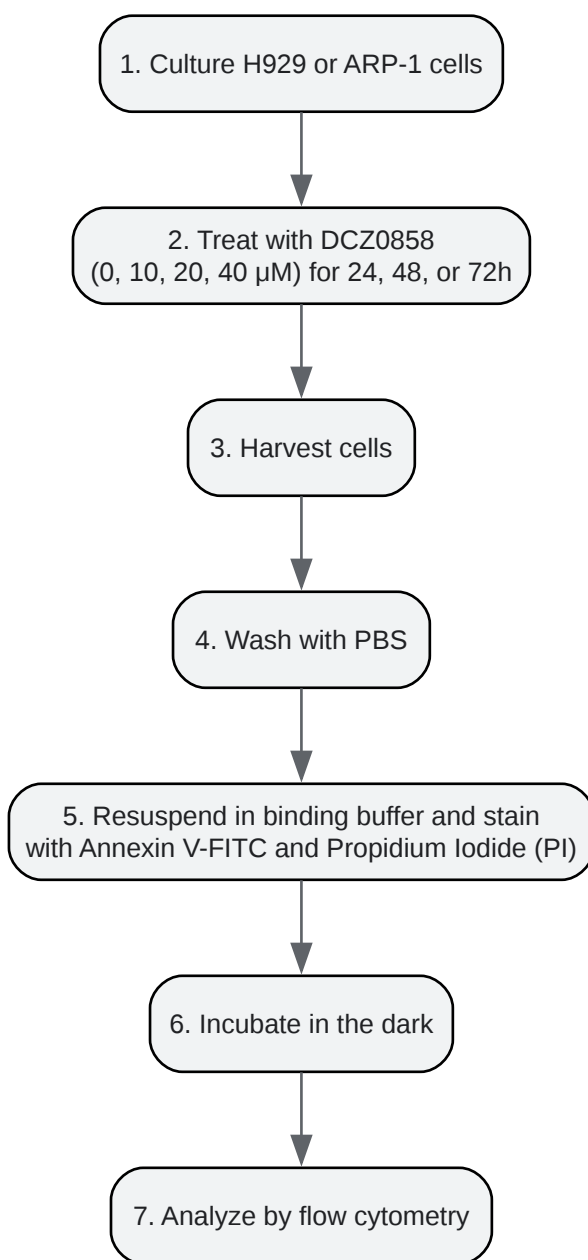 1. Culture H929 or ARP-1 cells
2. Treat with DCZ0858
(0, 10, 20, 40 μM) for 24, 48, or 72h
3. Harvest cells
4. Wash with PBS
5. Resuspend in binding buffer and stain
with Annexin V-FITC and Propidium Iodide (PI)
6. Incubate in the dark
7. Analyze by flow cytometry